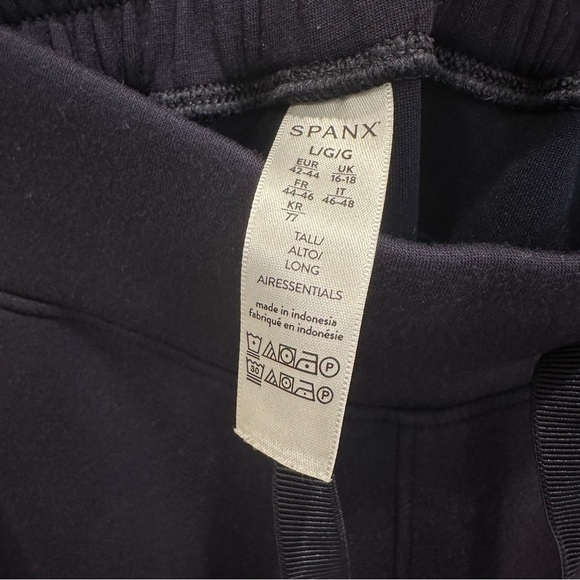 SPANX
L/G/G
EUR UK
42-44 16-18
FR IT
44-46 46-48
KR
77
TALL/
ALTO/
LONG
AIRESSENTIALS
made in indonesia
fabriqué en indonésie
P
30 P